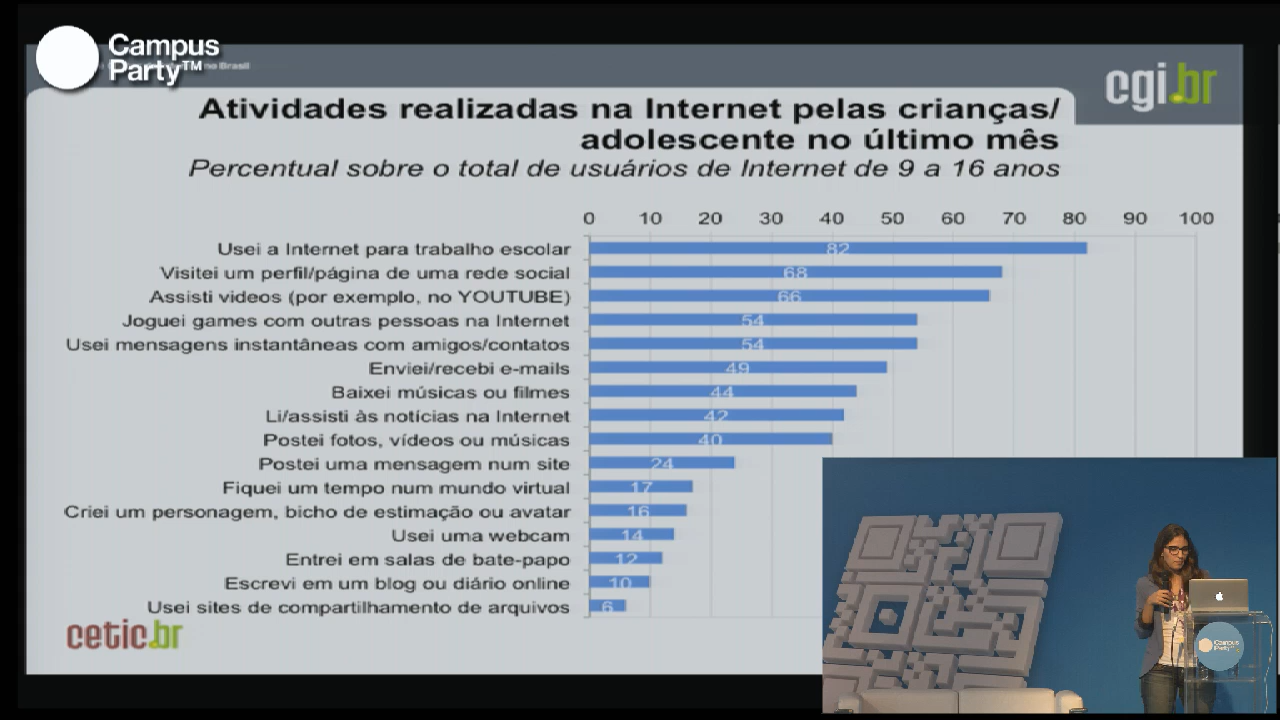 Campus
Party™
no Brasil
cgi.br
Atividades realizadas na Internet pelas crianças/
adolescente no último mês
Percentual sobre o total de usuários de Internet de 9 a 16 anos
0 10 20 30 40 50 60 70 80 90 100
Usei a Internet para trabalho escolar 82
Visitei um perfil/página de uma rede social 68
Assisti videos (por exemplo, no YOUTUBE) 66
Joguei games com outras pessoas na Internet 54
Usei mensagens instantâneas com amigos/contatos 54
Enviei/recebi e-mails 49
Baixei músicas ou filmes 44
Li/assisti às notícias na Internet 42
Postei fotos, vídeos ou músicas 40
Postei uma mensagem num site 24
Fiquei um tempo num mundo virtual 17
Criei um personagem, bicho de estimação ou avatar 16
Usei uma webcam 14
Entrei em salas de bate-papo 12
Escrevi em um blog ou diário online 10
Usei sites de compartilhamento de arquivos 6
cetic.br
Campus
Party